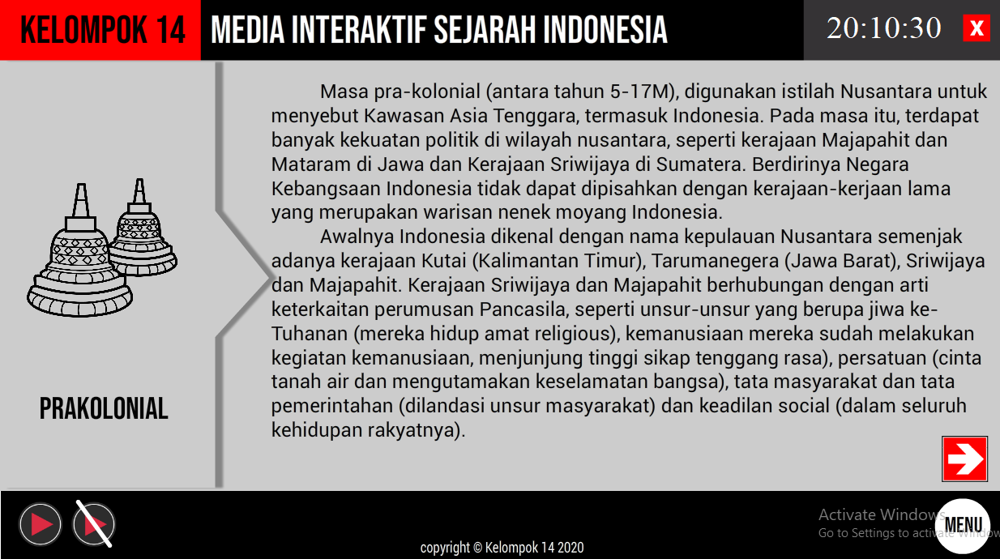 KELOMPOK 14
MEDIA INTERAKTIF SEJARAH INDONESIA
20:10:30
X
Masa pra-kolonial (antara tahun 5-17M), digunakan istilah Nusantara untuk
menyebut Kawasan Asia Tenggara, termasuk Indonesia. Pada masa itu, terdapat
banyak kekuatan politik di wilayah nusantara, seperti kerajaan Majapahit dan
Mataram di Jawa dan Kerajaan Sriwijaya di Sumatera. Berdirinya Negara
Kebangsaan Indonesia tidak dapat dipisahkan dengan kerajaan-kerjaan lama
yang merupakan warisan nenek moyang Indonesia.
Awalnya Indonesia dikenal dengan nama kepulauan Nusantara semenjak
adanya kerajaan Kutai (Kalimantan Timur), Tarumanegera (Jawa Barat), Sriwijaya
dan Majapahit. Kerajaan Sriwijaya dan Majapahit berhubungan dengan arti
keterkaitan perumusan Pancasila, seperti unsur-unsur yang berupa jiwa ke-
Tuhanan (mereka hidup amat religious), kemanusiaan mereka sudah melakukan
kegiatan kemanusiaan, menjunjung tinggi sikap tenggang rasa), persatuan (cinta
tanah air dan mengutamakan keselamatan bangsa), tata masyarakat dan tata
pemerintahan (dilandasi unsur masyarakat) dan keadilan social (dalam seluruh
kehidupan rakyatnya).
PRAKOLONIAL
Activate Windows
Go to Settings to activate Windows
MENU
copyright © Kelompok 14 2020